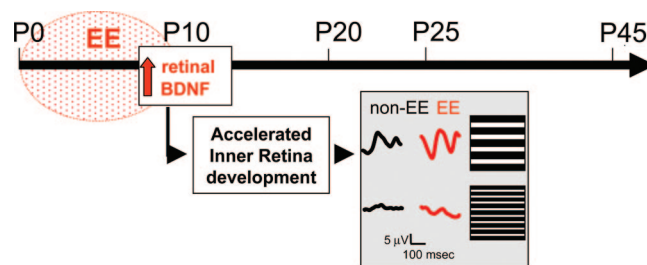 P0 EE P10 P20 P25 P45
retinal
BDNF
Accelerated
Inner Retina
development
non-EE EE
5 µV
100 msec